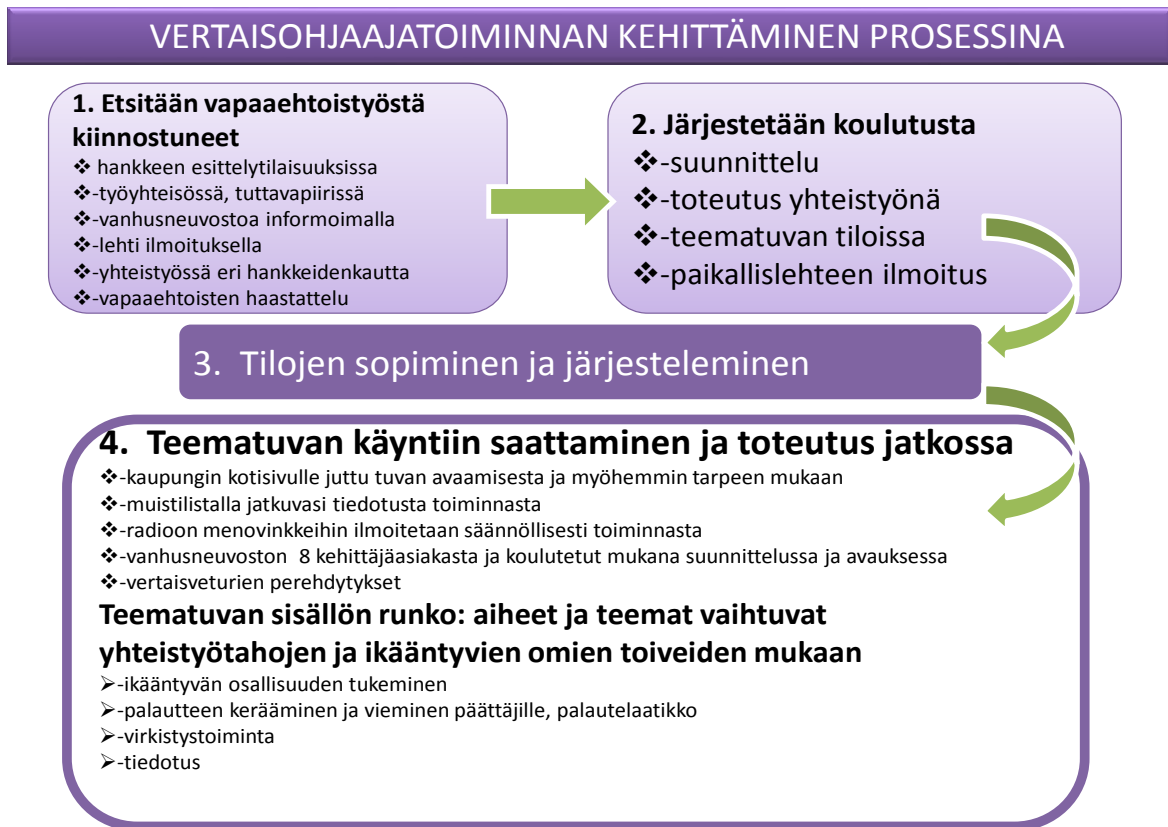 VERTAISOHJAAJATOIMINNAN KEHITTÄMINEN PROSESSINA
1. Etsitään vapaaehtoistyöstä
kiinnostuneet
❖ hankkeen esittelytilaisuuksissa
❖-työyhteisössä, tuttavapiirissä
❖-vanhusneuvostoa informoimalla
❖-lehti ilmoituksella
❖-yhteistyössä eri hankkeidenkautta
❖-vapaaehtoisten haastattelu
2. Järjestetään koulutusta
❖-suunnittelu
❖-toteutus yhteistyönä
❖-teematuvan tiloissa
❖-paikallislehteen ilmoitus
3. Tilojen sopiminen ja järjesteleminen
4. Teematuvan käyntiin saattaminen ja toteutus jatkossa
❖-kaupungin kotisivulle juttu tuvan avaamisesta ja myöhemmin tarpeen mukaan
❖-muistilistalla jatkuvasi tiedotusta toiminnasta
❖-radioon menovinkkeihin ilmoitetaan säännöllisesti toiminnasta
❖-vanhusneuvoston 8 kehittäjäasiakasta ja koulutetut mukana suunnittelussa ja avauksessa
❖-vertaisveturien perehdytykset
Teematuvan sisällön runko: aiheet ja teemat vaihtuvat
yhteistyötahojen ja ikääntyvien omien toiveiden mukaan
➢-ikääntyvän osallisuuden tukeminen
➢-palautteen kerääminen ja vieminen päättäjille, palautelaatikko
➢-virkistystoiminta
➢-tiedotus